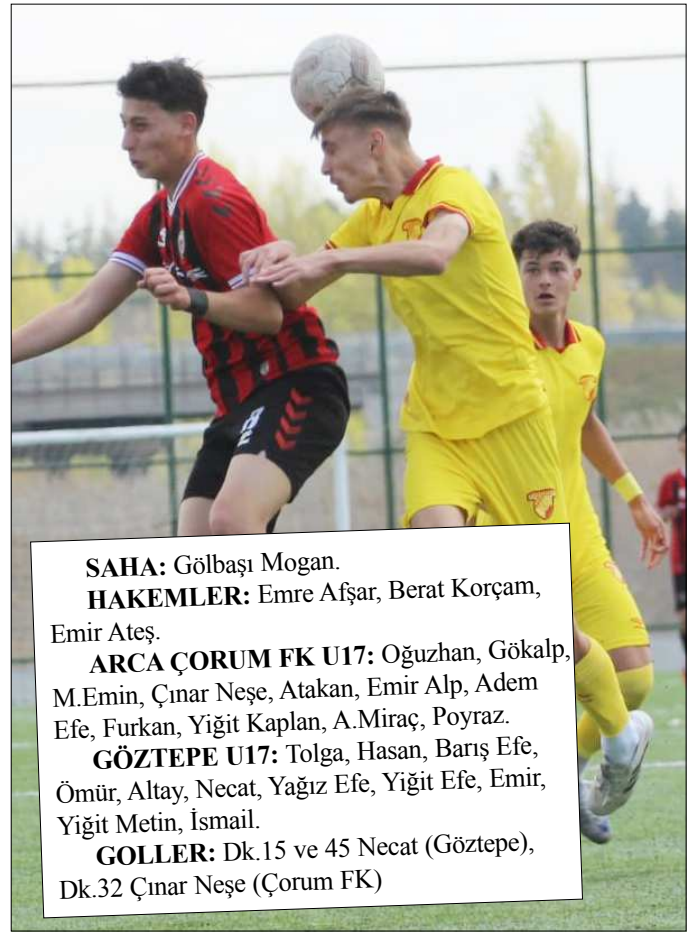 SAHA: Gölbaşı Mogan.
HAKEMLER: Emre Afşar, Berat Korçam,
Emir Ateş.
ARCA ÇORUM FK U17: Oğuzhan, Gökalp,
M.Emin, Çınar Neşe, Atakan, Emir Alp, Adem
Efe, Furkan, Yiğit Kaplan, A.Miraç, Poyraz.
GÖZTEPE U17: Tolga, Hasan, Barış Efe,
Ömür, Altay, Necat, Yağız Efe, Yiğit Efe, Emir,
Yiğit Metin, İsmail.
GOLLER: Dk.15 ve 45 Necat (Göztepe),
Dk.32 Çınar Neşe (Çorum FK)